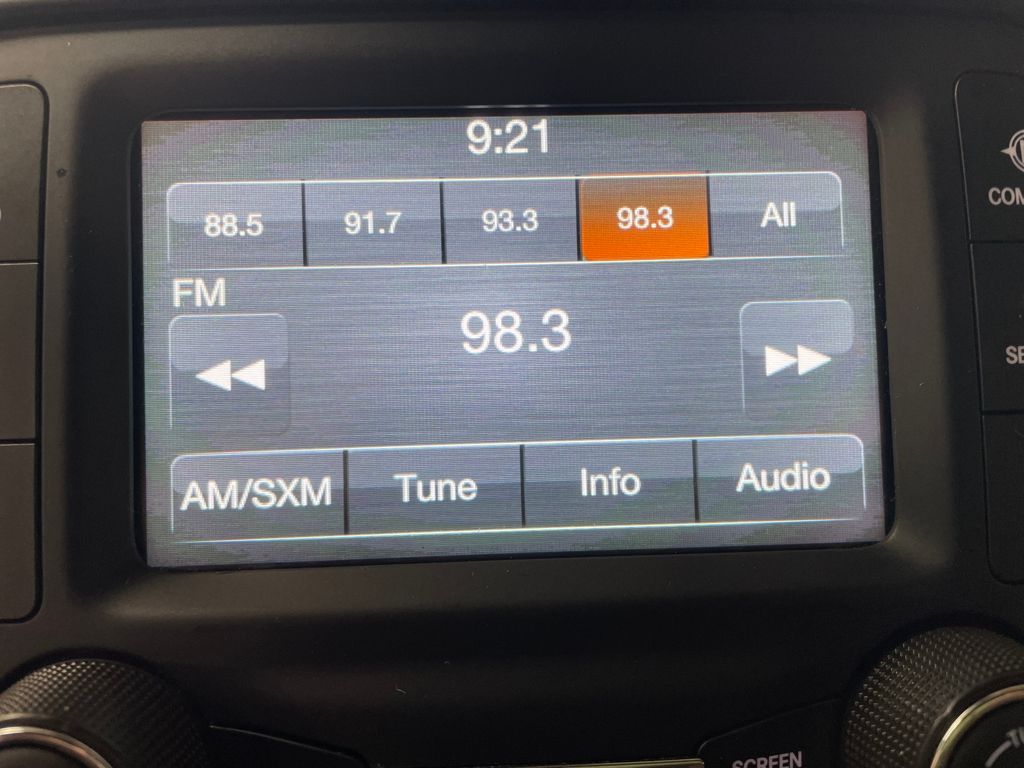 9:21
88.5 91.7 93.3 98.3 All
FM
98.3
AM/SXM Tune Info Audio
SCREEN